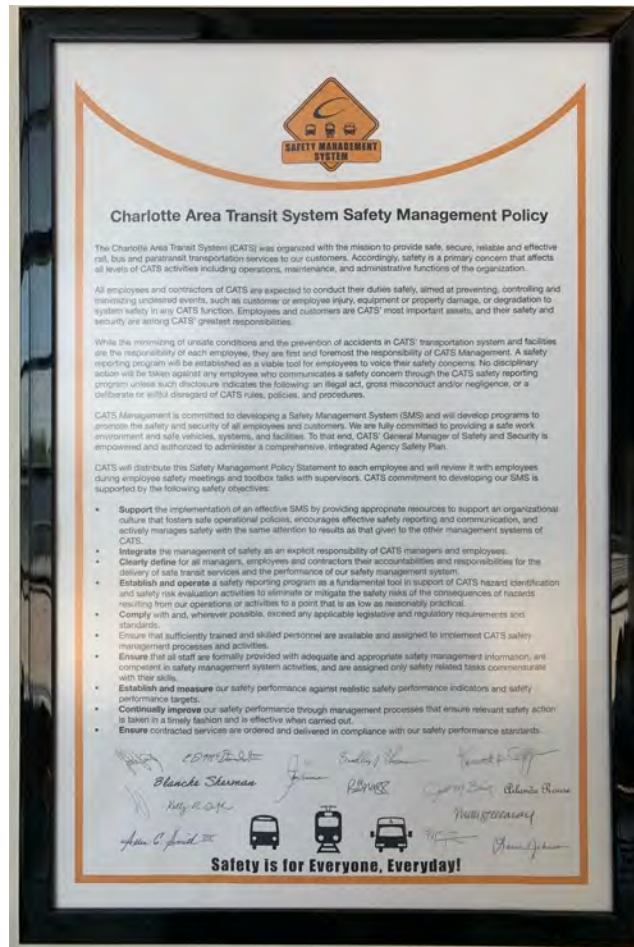 SAFETY MANAGEMENT
SYSTEM
Charlotte Area Transit System Safety Management Policy
The Charlotte Area Transit System (CATS) was organized with the mission to provide safe, secure, reliable and effective
rail, bus and paratransit transportation services to our customers. Accordingly, safety is a primary concern that affects
all levels of CATS activities including operations, maintenance, and administrative functions of the organization.
All employees and contractors of CATS are expected to conduct their duties safely, aimed at preventing, controlling and
minimizing undesired events, such as customer or employee injury, equipment or property damage, or degradation to
system safety in any CATS function. Employees and customers are CATS' most important assets, and their safety and
security are among CATS' greatest responsibilities.
While the minimizing of unsafe conditions and the prevention of accidents in CATS' transportation system and facilities
are the responsibility of each employee, they are first and foremost the responsibility of CATS Management. A safety
reporting program will be established as a viable tool for employees to voice their safety concerns. No disciplinary
action will be taken against any employee who communicates a safety concern through the CATS safety reporting
program unless such disclosure indicates the following: an illegal act, gross misconduct and/or negligence, or a
deliberate or willful disregard of CATS rules, policies, and procedures.
CATS Management is committed to developing a Safety Management System (SMS) and will develop programs to
promote the safety and security of all employees and customers. We are fully committed to providing a safe work
environment and safe vehicles, systems, and facilities. To that end, CATS' General Manager of Safety and Security is
empowered and authorized to administer a comprehensive, integrated Agency Safety Plan.
CATS will distribute this Safety Management Policy Statement to each employee and will review it with employees
during employee safety meetings and toolbox talks with supervisors. CATS commitment to developing our SMS is
supported by the following safety objectives:
• Support the implementation of an effective SMS by providing appropriate resources to support an organizational
culture that fosters safe operational policies, encourages effective safety reporting and communication, and
actively manages safety with the same attention to results as that given to the other management systems of
CATS.
• Integrate the management of safety as an explicit responsibility of CATS managers and employees.
• Clearly define for all managers, employees and contractors their accountabilities and responsibilities for the
delivery of safe transit services and the performance of our safety management system.
• Establish and operate a safety reporting program as a fundamental tool in support of CATS hazard identification
and safety risk evaluation activities to eliminate or mitigate the safety risks of the consequences of hazards
resulting from our operations or activities to a point that is as low as reasonably practical.
• Comply with and, wherever possible, exceed any applicable legislative and regulatory requirements and
standards.
• Ensure that sufficiently trained and skilled personnel are available and assigned to implement CATS safety
management processes and activities.
• Ensure that all staff are formally provided with adequate and appropriate safety management information, are
competent in safety management system activities, and are assigned only safety related tasks commensurate
with their skills.
• Establish and measure our safety performance against realistic safety performance indicators and safety
performance targets.
• Continually improve our safety performance through management processes that ensure relevant safety action
is taken in a timely fashion and is effective when carried out.
• Ensure contracted services are ordered and delivered in compliance with our safety performance standards.
Blanche Sherman
Safety is for Everyone, Everyday!